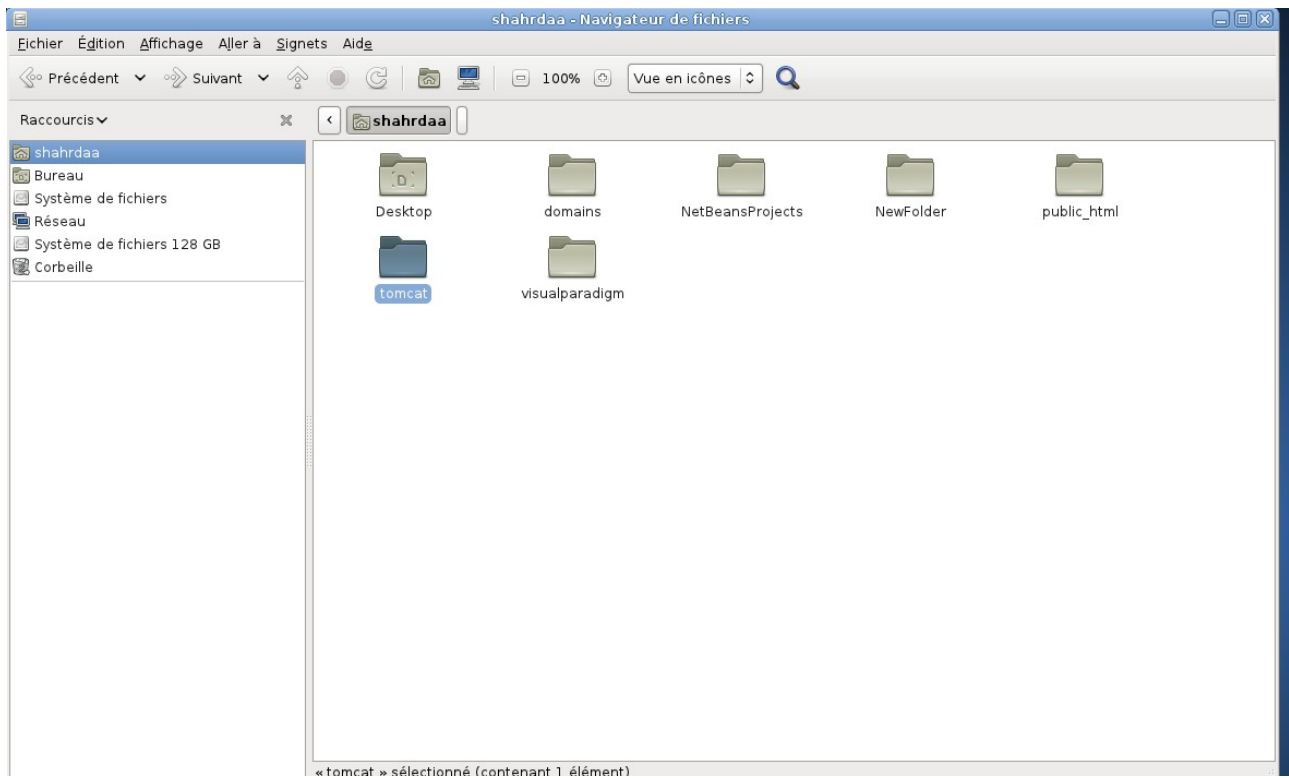 shahrdaa - Navigateur de fichiers
Fichier Édition Affichage Aller à Signets Aide
Précédent Suivant 100% Vue en icônes
Raccourcis
shahrdaa
shahrdaa
Bureau
Système de fichiers
Réseau
Système de fichiers 128 GB
Corbeille
Desktop domains NetBeansProjects NewFolder public_html
tomcat visualparadigm
« tomcat » sélectionné (contenant 1 élément)